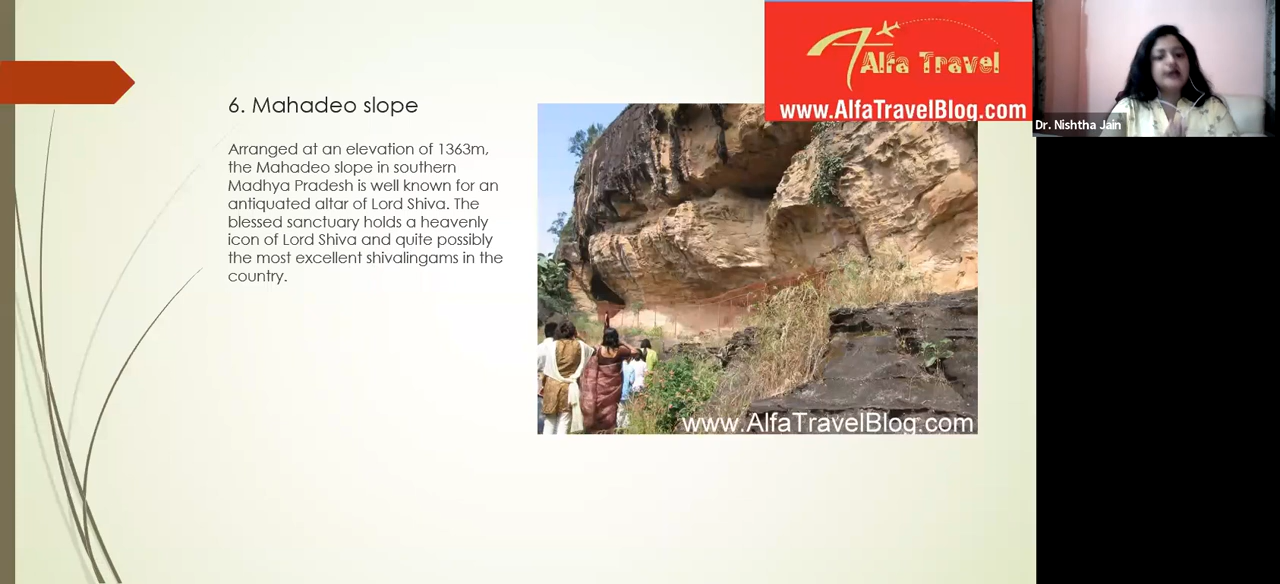 6. Mahadeo slope
Arranged at an elevation of 1363m,
the Mahadeo slope in southern
Madhya Pradesh is well known for an
antiquated altar of Lord Shiva. The
blessed sanctuary holds a heavenly
icon of Lord Shiva and quite possibly
the most excellent shivalingams in the
country.
Alfa Travel
www.AlfaTravelBlog.com
Dr. Nishtha Jain
www.AlfaTravelBlog.com